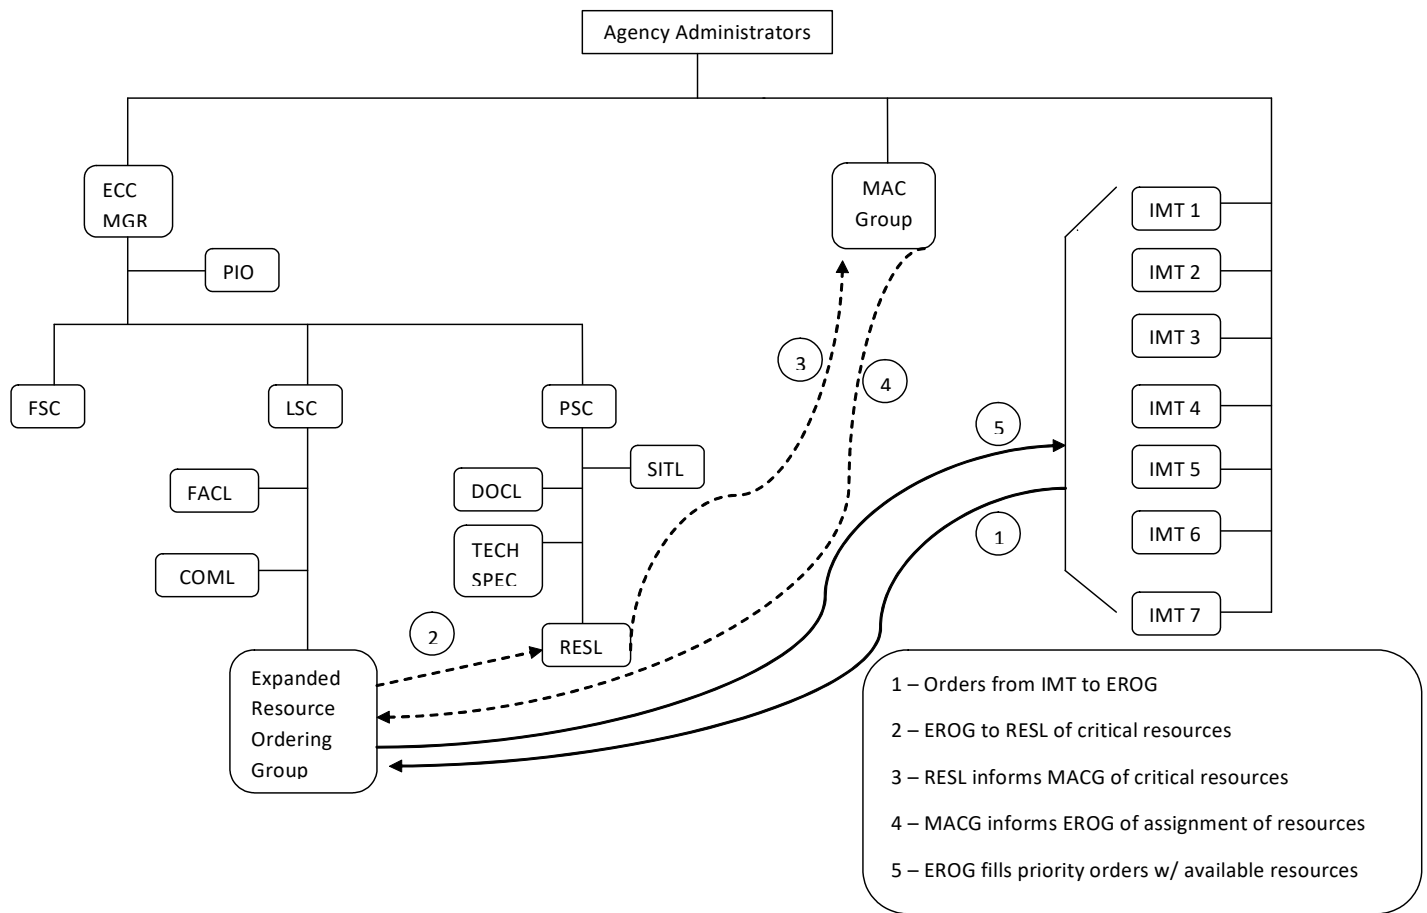 Agency Administrators
ECC
MGR
MAC
Group
PIO
IMT 1
IMT 2
IMT 3
IMT 4
IMT 5
IMT 6
IMT 7
FSC
LSC
PSC
SITL
FACL
DOCL
TECH
SPEC
COML
RESL
Expanded
Resource
Ordering
Group
3
4
5
1
2
1 – Orders from IMT to EROG
2 – EROG to RESL of critical resources
3 – RESL informs MACG of critical resources
4 – MACG informs EROG of assignment of resources
5 – EROG fills priority orders w/ available resources